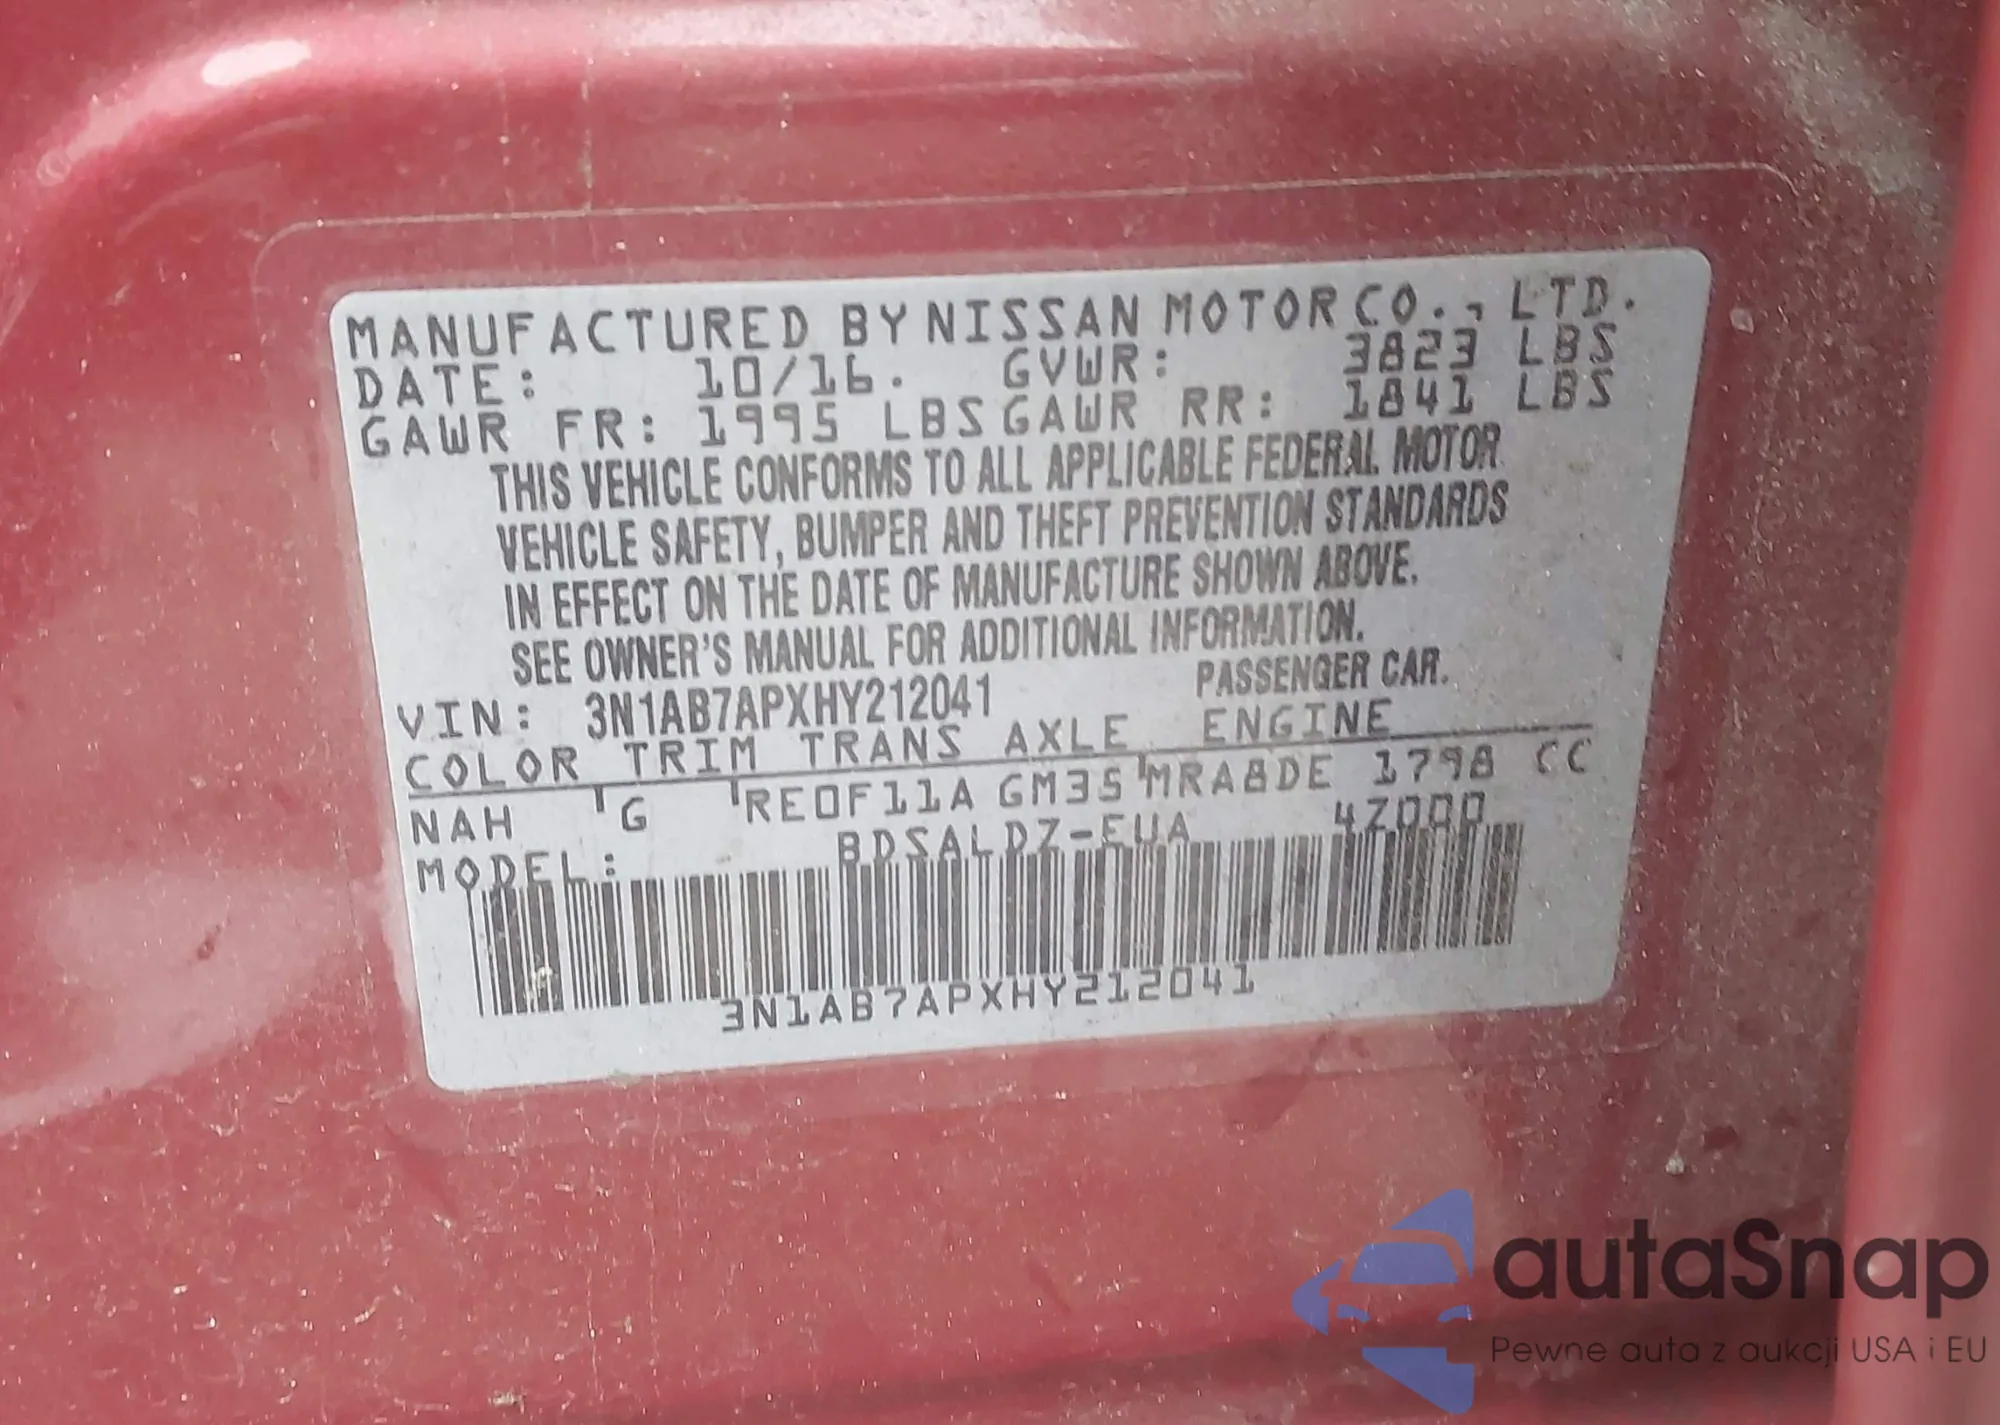 MANUFACTURED BY NISSAN MOTOR CO., LTD.
DATE: 10/16. GVWR: 3823 LBS
GAWR FR: 1995 LBS GAWR RR: 1841 LBS
THIS VEHICLE CONFORMS TO ALL APPLICABLE FEDERAL MOTOR
VEHICLE SAFETY, BUMPER AND THEFT PREVENTION STANDARDS
IN EFFECT ON THE DATE OF MANUFACTURE SHOWN ABOVE.
SEE OWNER'S MANUAL FOR ADDITIONAL INFORMATION.
VIN: 3N1AB7APXHY212041 PASSENGER CAR.
COLOR TRIM TRANS AXLE ENGINE
NAH G RE0F11A GM35 MRA8DE 1798 CC
MODEL: BDSALDZ-EUA 4Z000
3N1AB7APXHY212041
autaSnap
Pewne auta z aukcji USA i EU